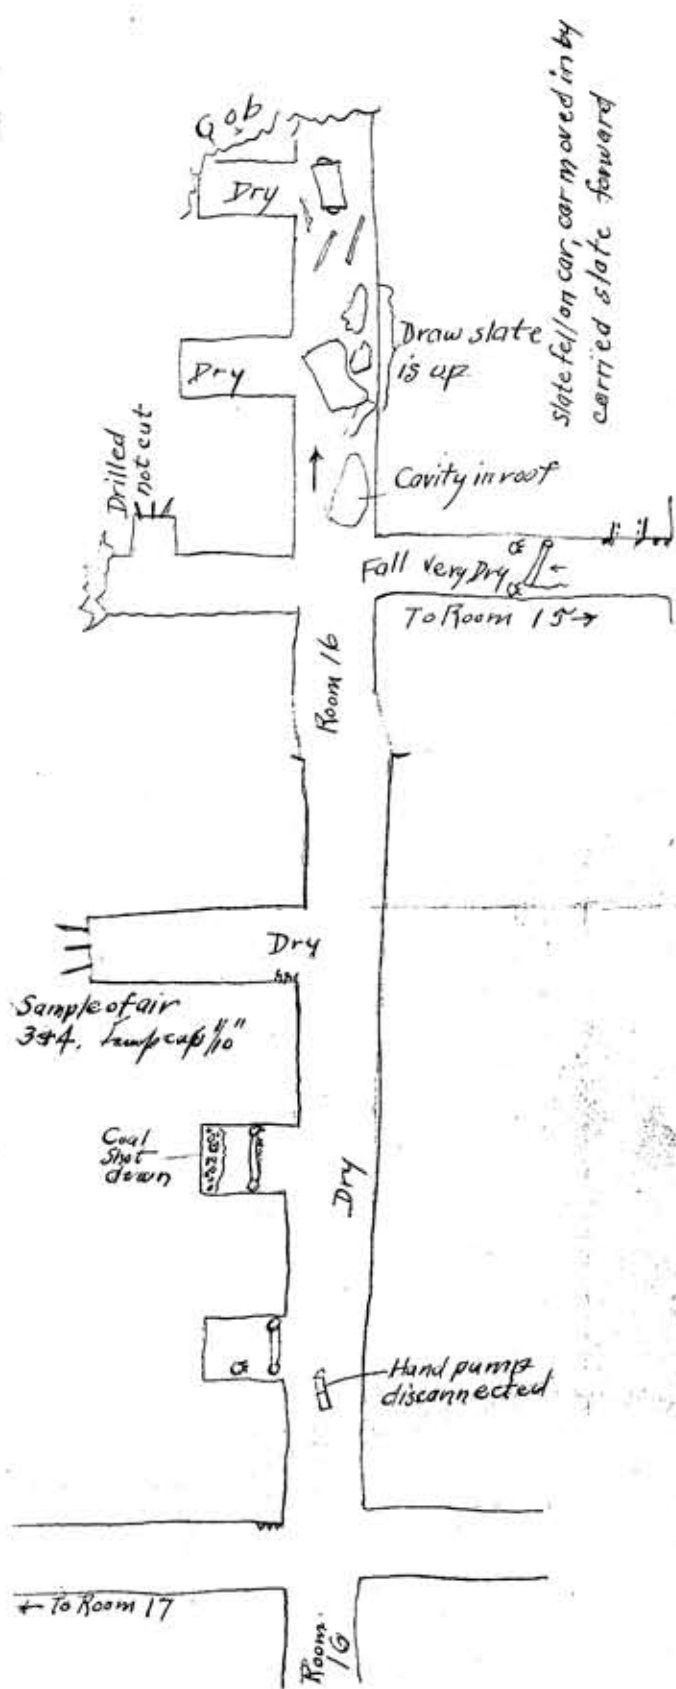 Gob
Dry
slate fell on car, car moved in by
carried slate forward
Draw slate
is up
Dry
Drilled
not cut
Cavity in roof
Fall very Dry
To Room 15→
Room 16
Dry
Sample of air
3&4. Lamp cap 1/10"
Coal
Shot
down
Dry
Hand pump
disconnected
← To Room 17
Room
16